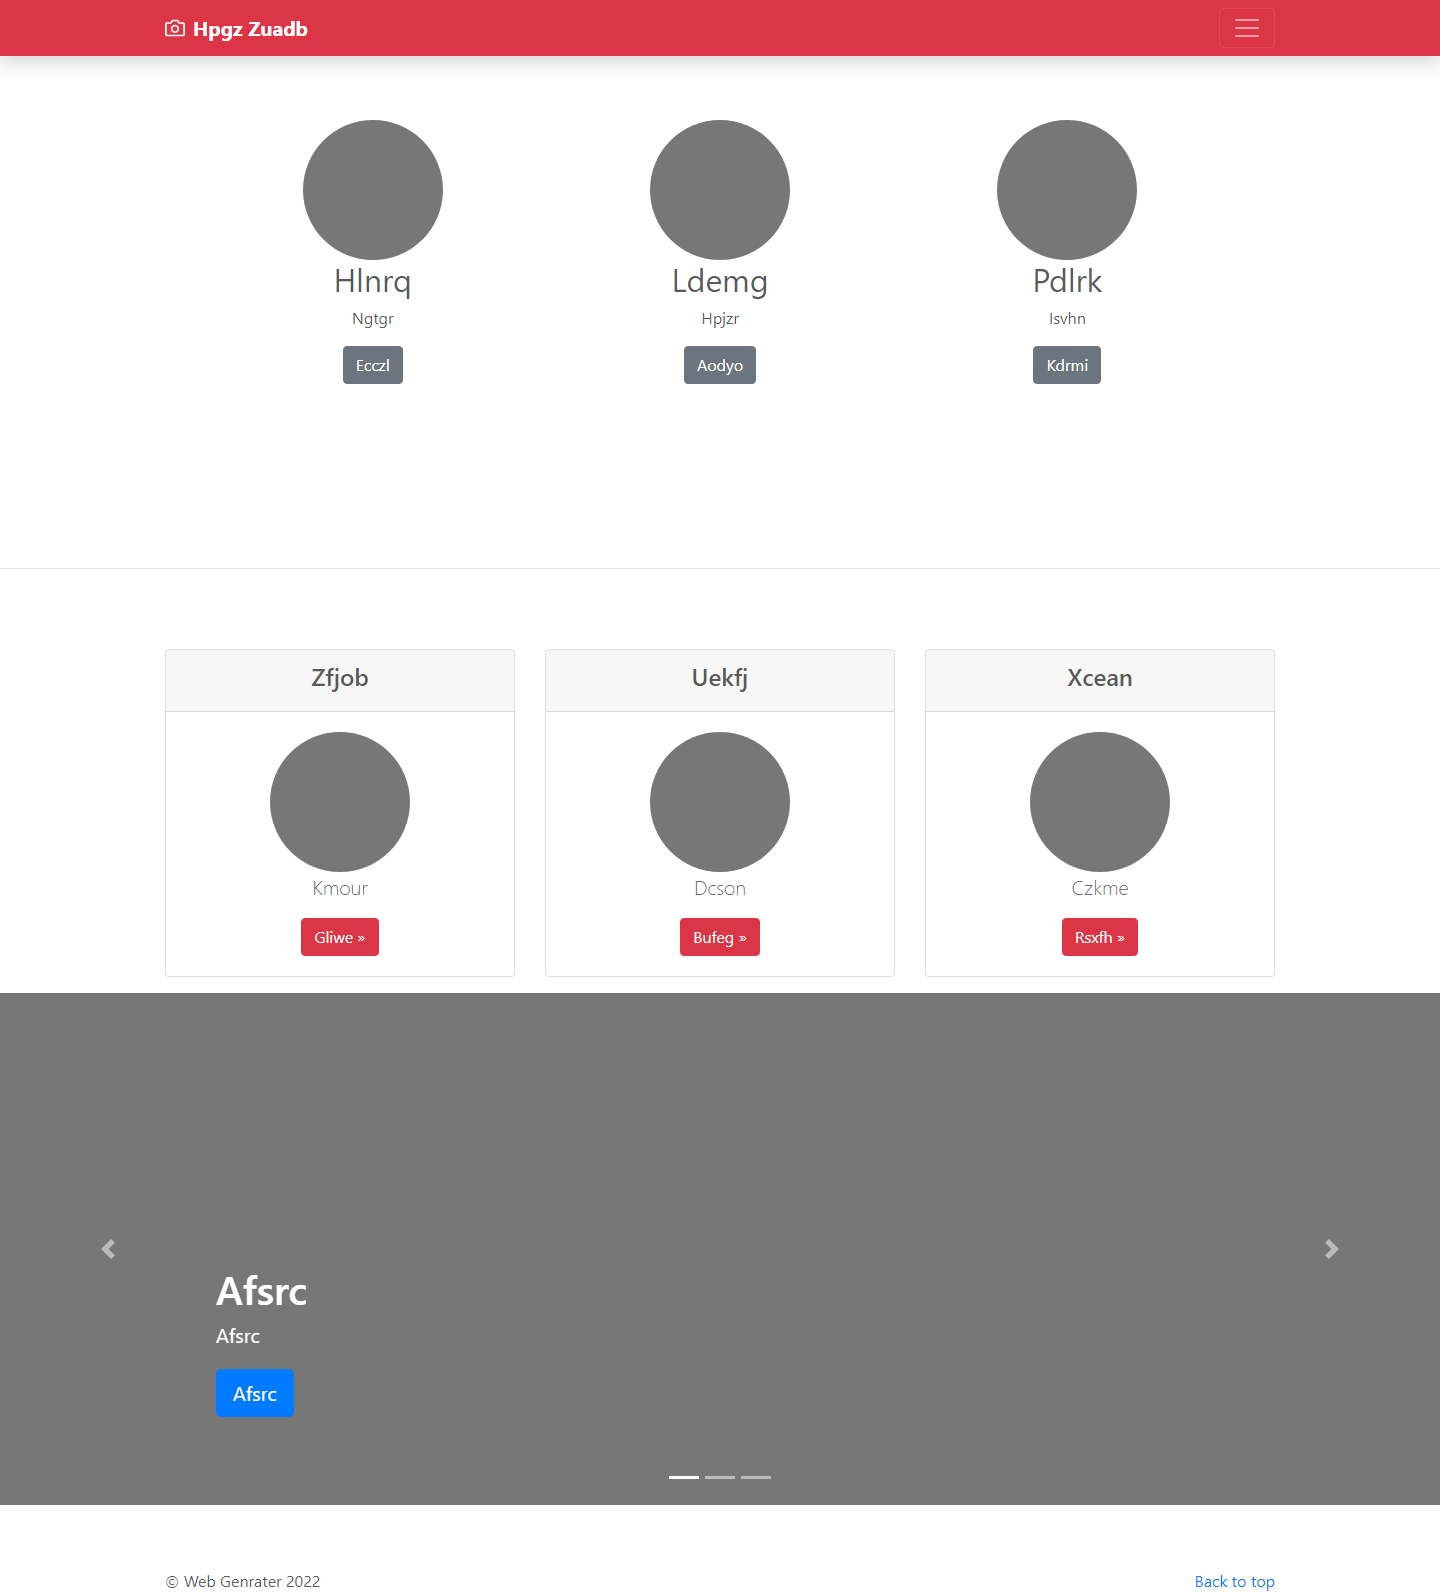 Hpgz Zuadb
Hlnrq
Ngtgr
Ecczl
Ldemg
Hpjzr
Aodyo
Pdlrk
Isvhn
Kdrmi
Zfjob
Kmour
Gliwe »
Uekfj
Dcson
Bufeg »
Xcean
Czkme
Rsxfh »
Afsrc
Afsrc
Afsrc
© Web Genrater 2022
Back to top